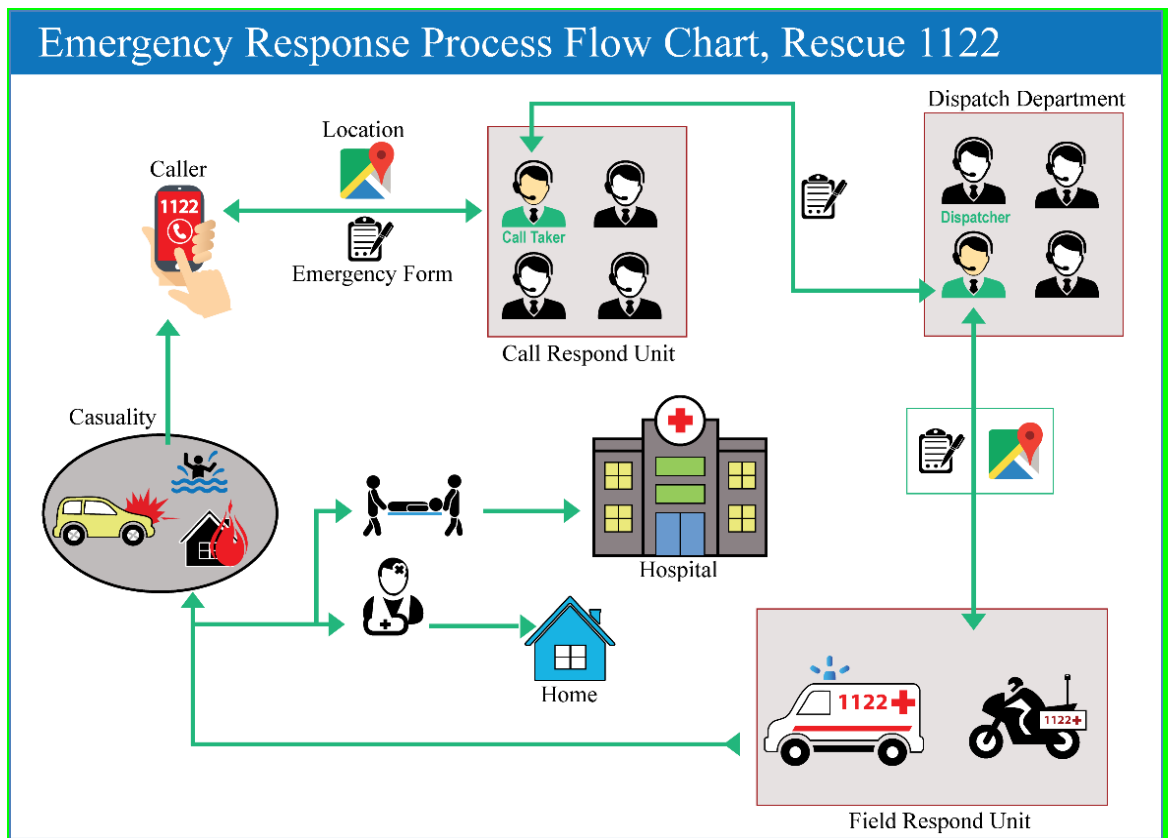 Emergency Response Process Flow Chart, Rescue 1122
Dispatch Department
Location
Caller
1122
Call Taker
Dispatcher
Emergency Form
Call Respond Unit
Casuality
Hospital
Home
1122
1122
Field Respond Unit